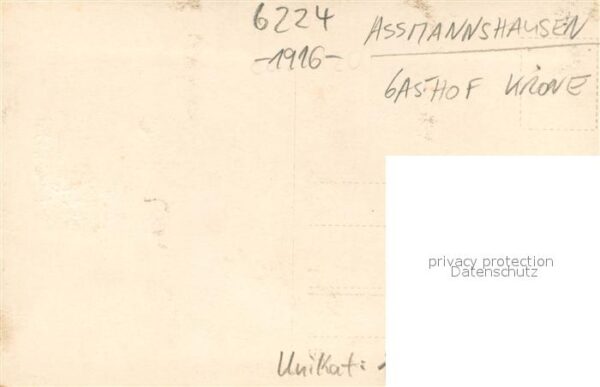 6224
-1916-
ASSMANNSHAUSEN
GASTHOF KRONE
privacy protection
Datenschutz
Unikat: